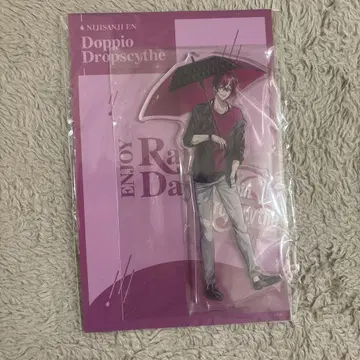 NIJISANJI EN
Doppio
Dropscythe
ENJOY
Ra
Da